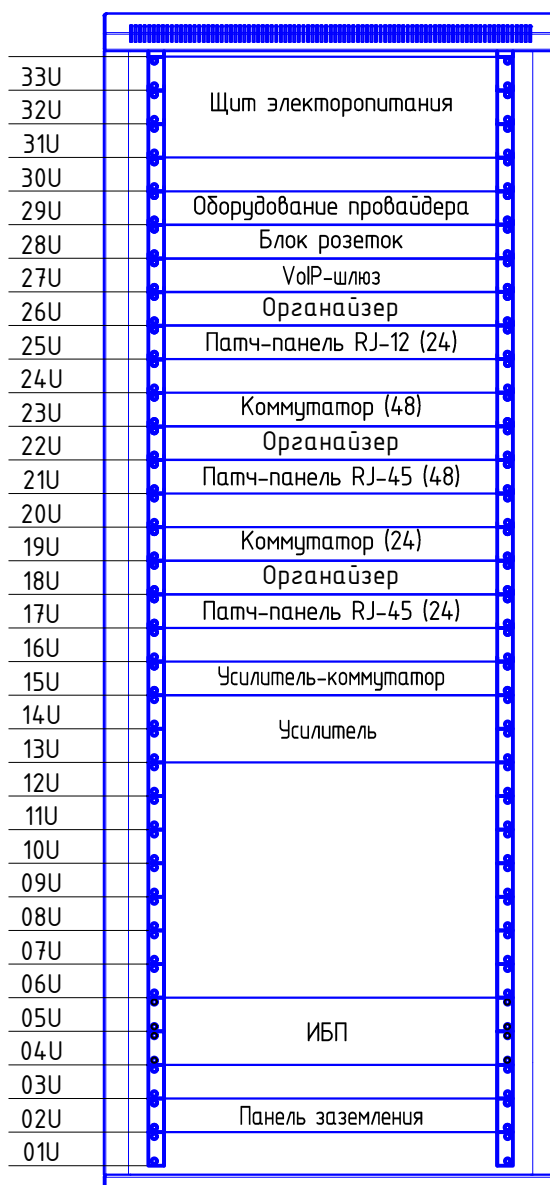 33U
32U
Щит электоропитания
31U
30U
29U
Оборудование провайдера
28U
Блок розеток
27U
VoIP-шлюз
26U
Органайзер
25U
Патч-панель RJ-12 (24)
24U
23U
Коммутатор (48)
22U
Органайзер
21U
Патч-панель RJ-45 (48)
20U
19U
Коммутатор (24)
18U
Органайзер
17U
Патч-панель RJ-45 (24)
16U
15U
Усилитель-коммутатор
14U
Усилитель
13U
12U
11U
10U
09U
08U
07U
06U
05U
ИБП
04U
03U
02U
Панель заземления
01U